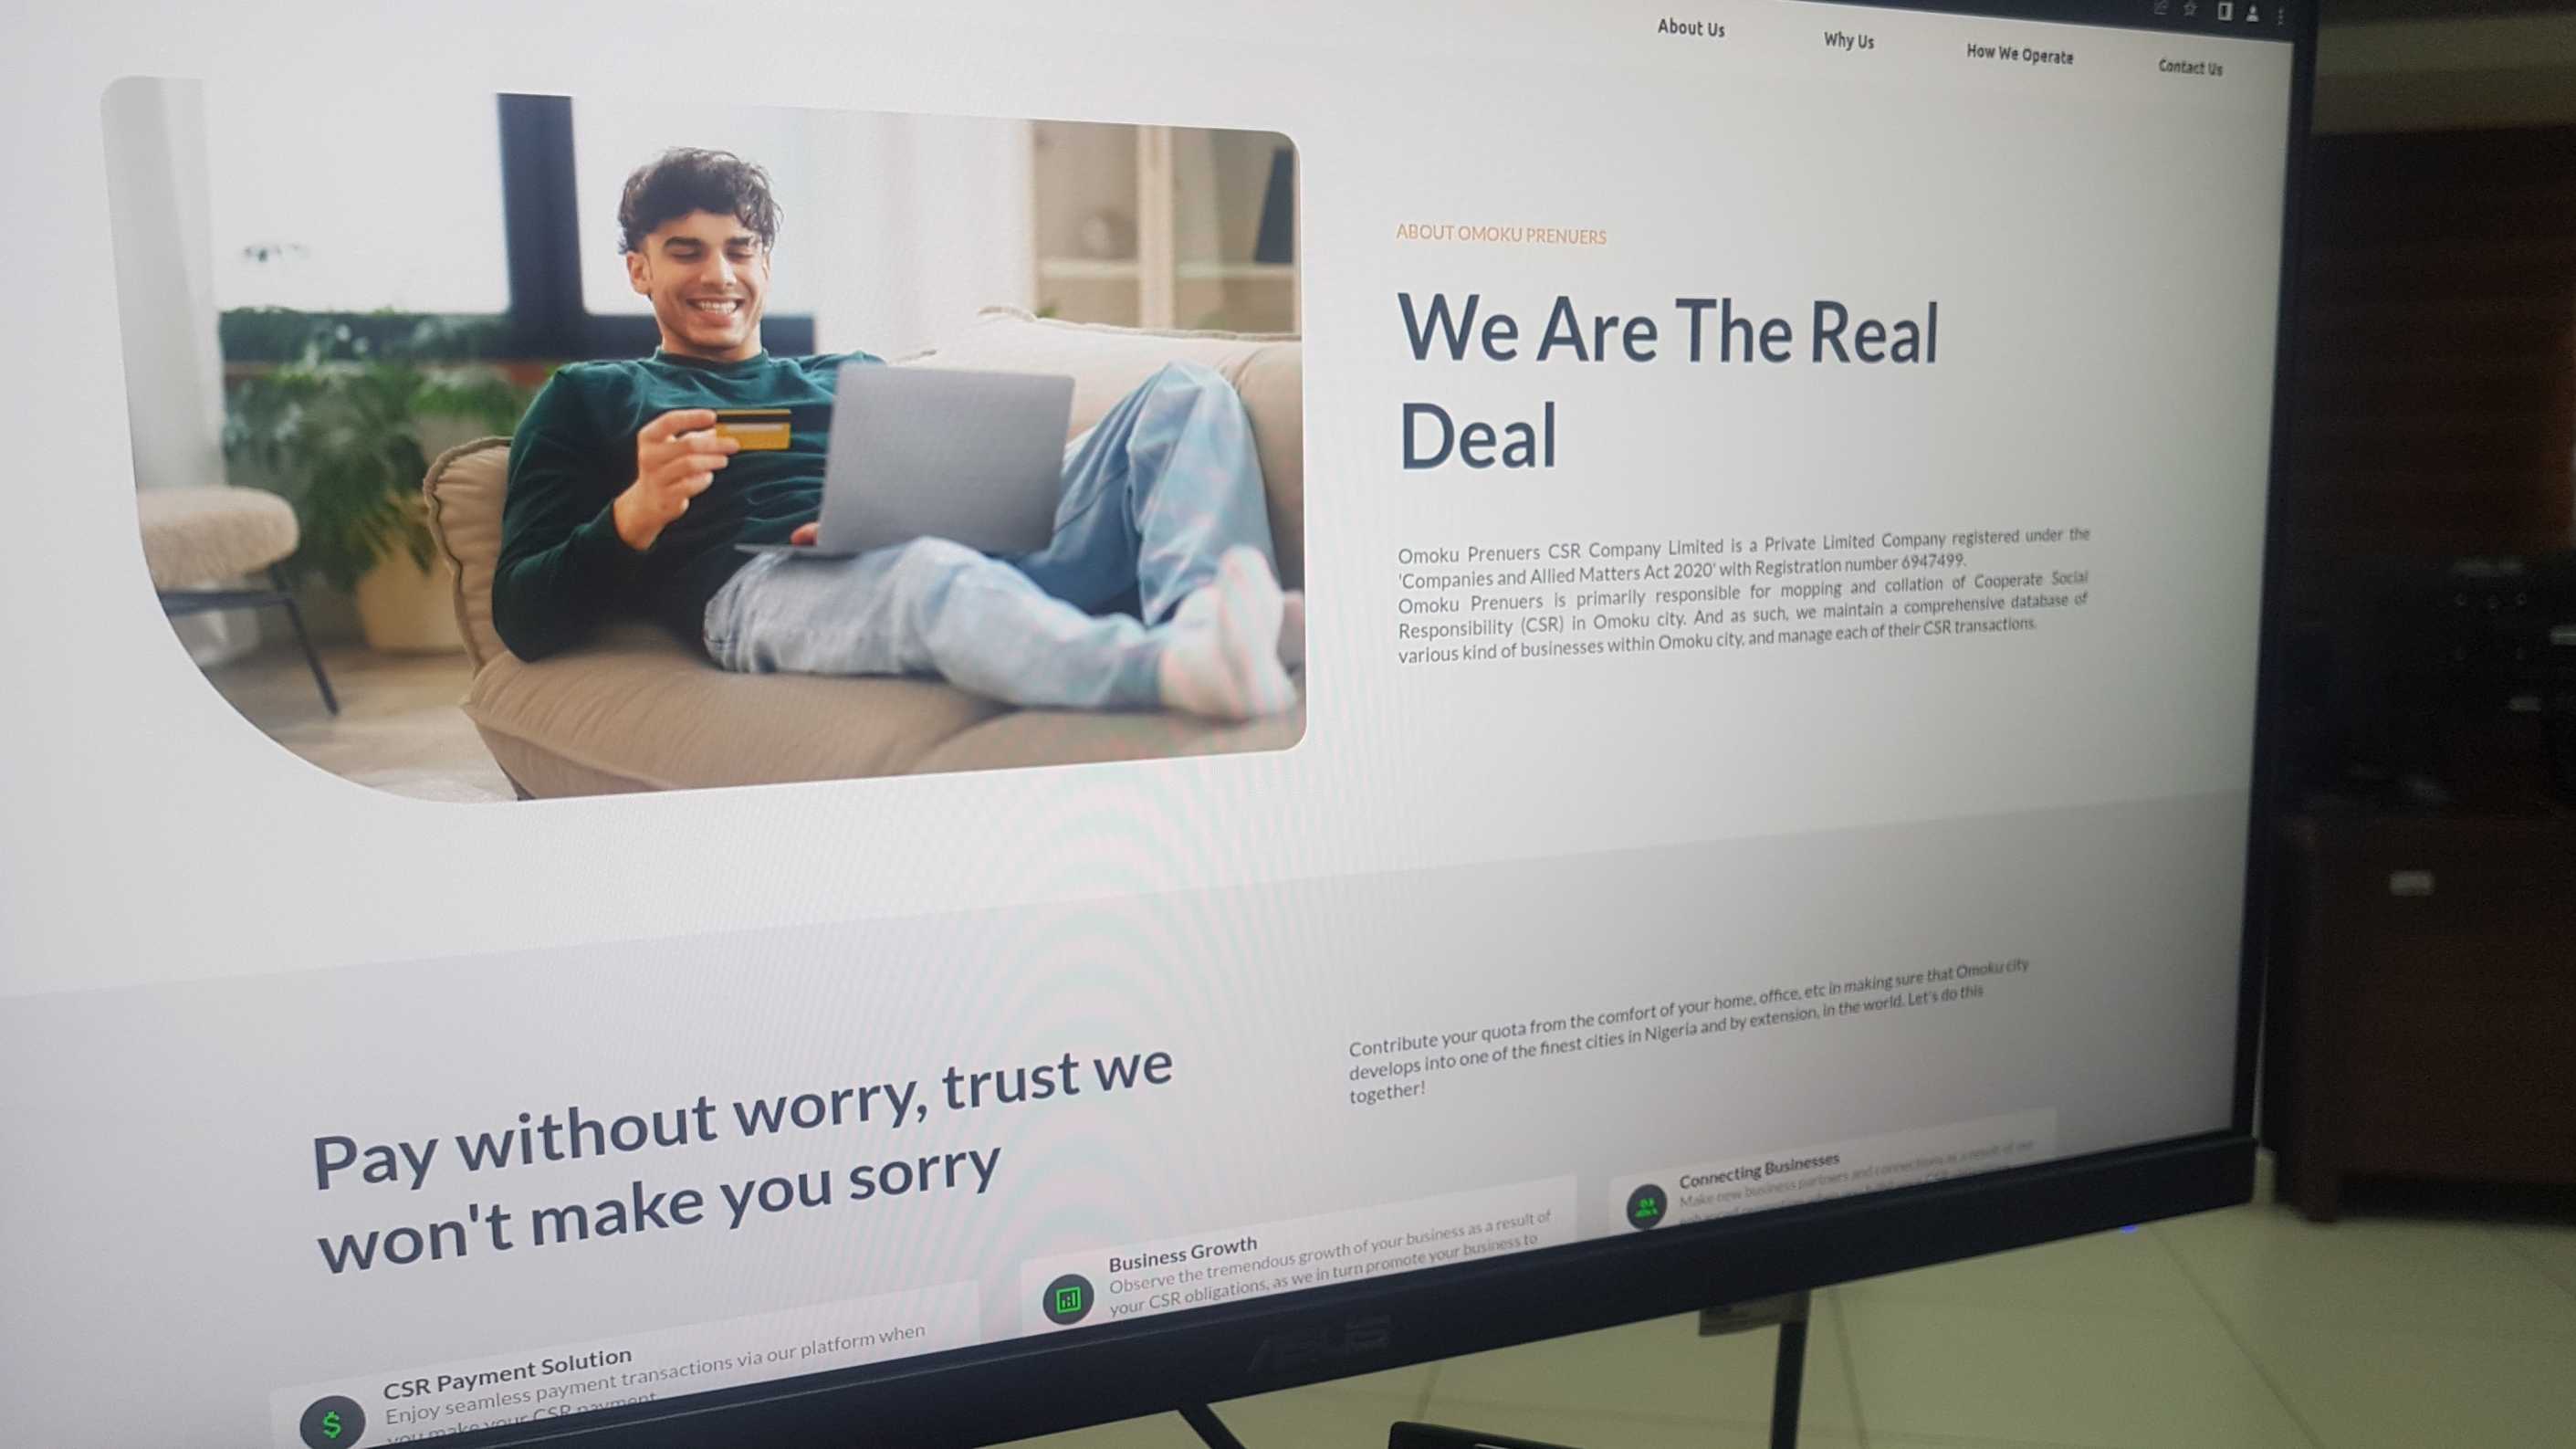 About Us
Why Us
How We Operate
Contact Us
ABOUT OMOKU PRENUERS
We Are The Real
Deal
Omoku Prenuers CSR Company Limited is a Private Limited Company registered under the
'Companies and Allied Matters Act 2020' with Registration number 6947499.
Omoku Prenuers is primarily responsible for mopping and collation of Cooperate Social
Responsibility (CSR) in Omoku city. And as such, we maintain a comprehensive database of
various kind of businesses within Omoku city, and manage each of their CSR transactions.
Pay without worry, trust we
won't make you sorry
Contribute your quota from the comfort of your home, office, etc in making sure that Omoku city
develops into one of the finest cities in Nigeria and by extension, in the world. Let's do this
together!
CSR Payment Solution
Enjoy seamless payment transactions via our platform when
you make your CSR payment
Business Growth
Observe the tremendous growth of your business as a result of
your CSR obligations, as we in turn promote your business to
Connecting Businesses
Make new business partners and connections as a result of our
ASUS